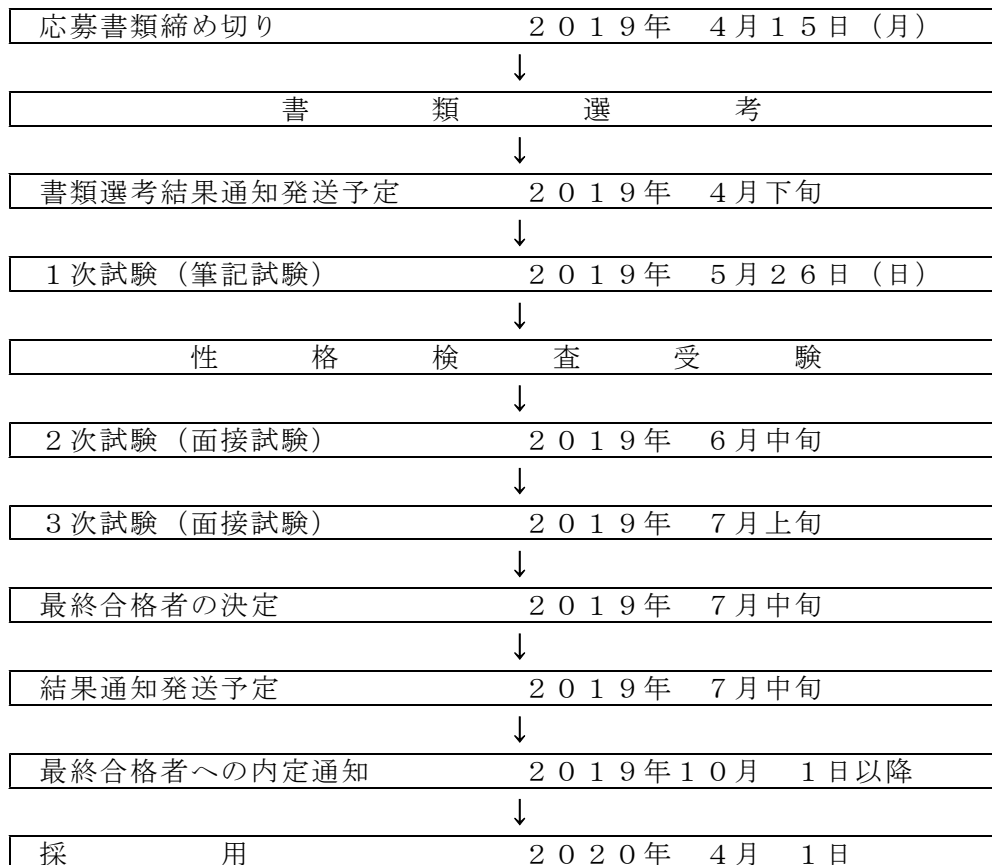 応募書類締め切り ２０１９年 ４月１５日（月）
↓
書類選考
↓
書類選考結果通知発送予定 ２０１９年 ４月下旬
↓
１次試験（筆記試験） ２０１９年 ５月２６日（日）
↓
性格検査受験
↓
２次試験（面接試験） ２０１９年 ６月中旬
↓
３次試験（面接試験） ２０１９年 ７月上旬
↓
最終合格者の決定 ２０１９年 ７月中旬
↓
結果通知発送予定 ２０１９年 ７月中旬
↓
最終合格者への内定通知 ２０１９年１０月 １日以降
↓
採用 ２０２０年 ４月 １日